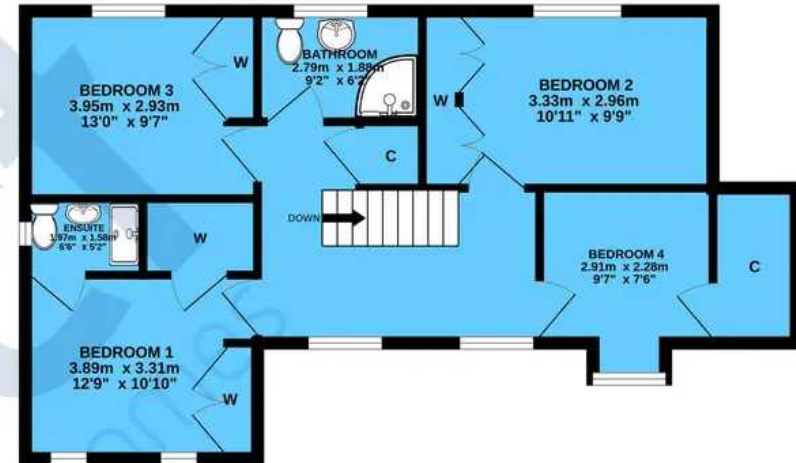 BEDROOM 3
3.95m x 2.93m
13'0" x 9'7"
W
BATHROOM
2.79m x 1.88m
9'2" x 6'2"
W
BEDROOM 2
3.33m x 2.96m
10'11" x 9'9"
C
DOWN
ENSUITE
1.97m x 1.58m
6'6" x 5'2"
W
BEDROOM 4
2.91m x 2.28m
9'7" x 7'6"
C
BEDROOM 1
3.89m x 3.31m
12'9" x 10'10"
W